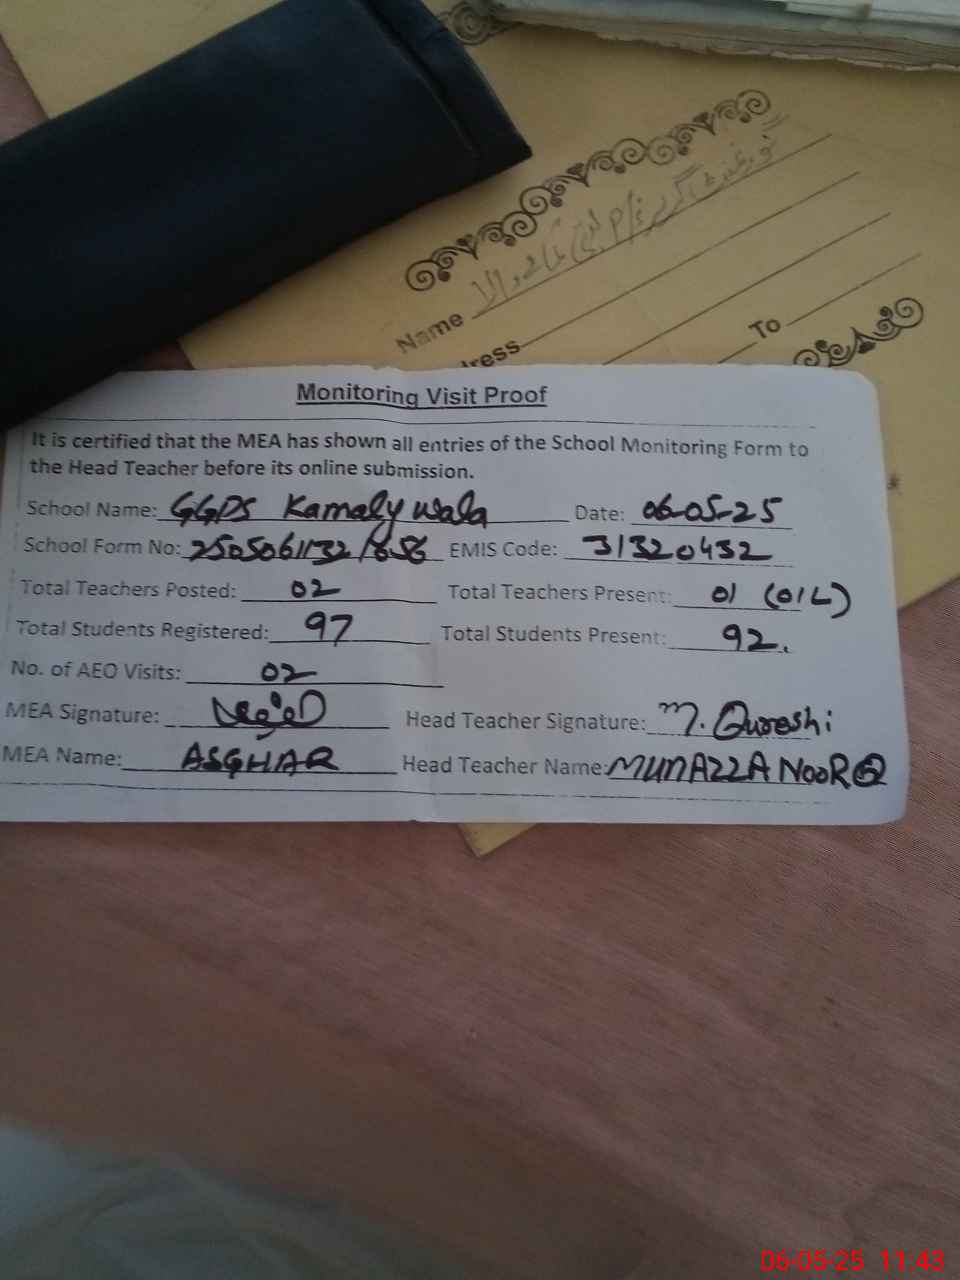 گورنمنٹ گرلز
Name
dress
To
Monitoring Visit Proof
It is certified that the MEA has shown all entries of the School Monitoring Form to
the Head Teacher before its online submission.
School Name: GGPS Kamaly Wala Date: 06-05-25
School Form No: EMIS Code: 31320432
Total Teachers Posted: 02 Total Teachers Present: 01 (01L)
Total Students Registered: 97 Total Students Present: 92.
No. of AEO Visits: 02
MEA Signature: Head Teacher Signature: M. Qureshi
MEA Name: ASGHAR Head Teacher Name: MUNAZZA NOOR
06-05-25 11:43